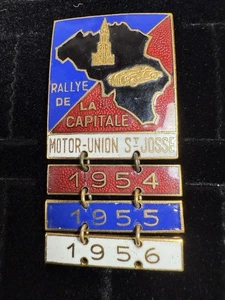 RALLYE
DE LA
CAPITALE
MOTOR-UNION ST JOSSE
1954
1955
1956